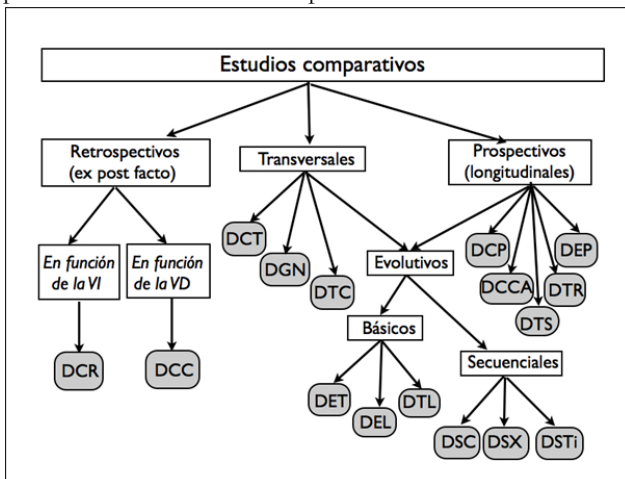 Estudios comparativos
Retrospectivos
(ex post facto)
Transversales
Prospectivos
(longitudinales)
DCT
DGN
DTC
DCP
DCCA
DTS
DTR
DEP
En función
de la VI
En función
de la VD
Evolutivos
DCR
DCC
Básicos
Secuenciales
DET
DEL
DTL
DSC
DSX
DSTi